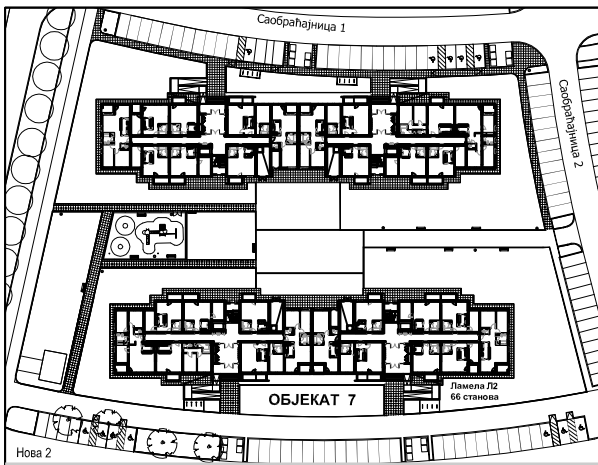 Саобраћајница 1
Саобраћајница 2
Ламела Л2
66 станова
ОБЈЕКАТ 7
Нова 2